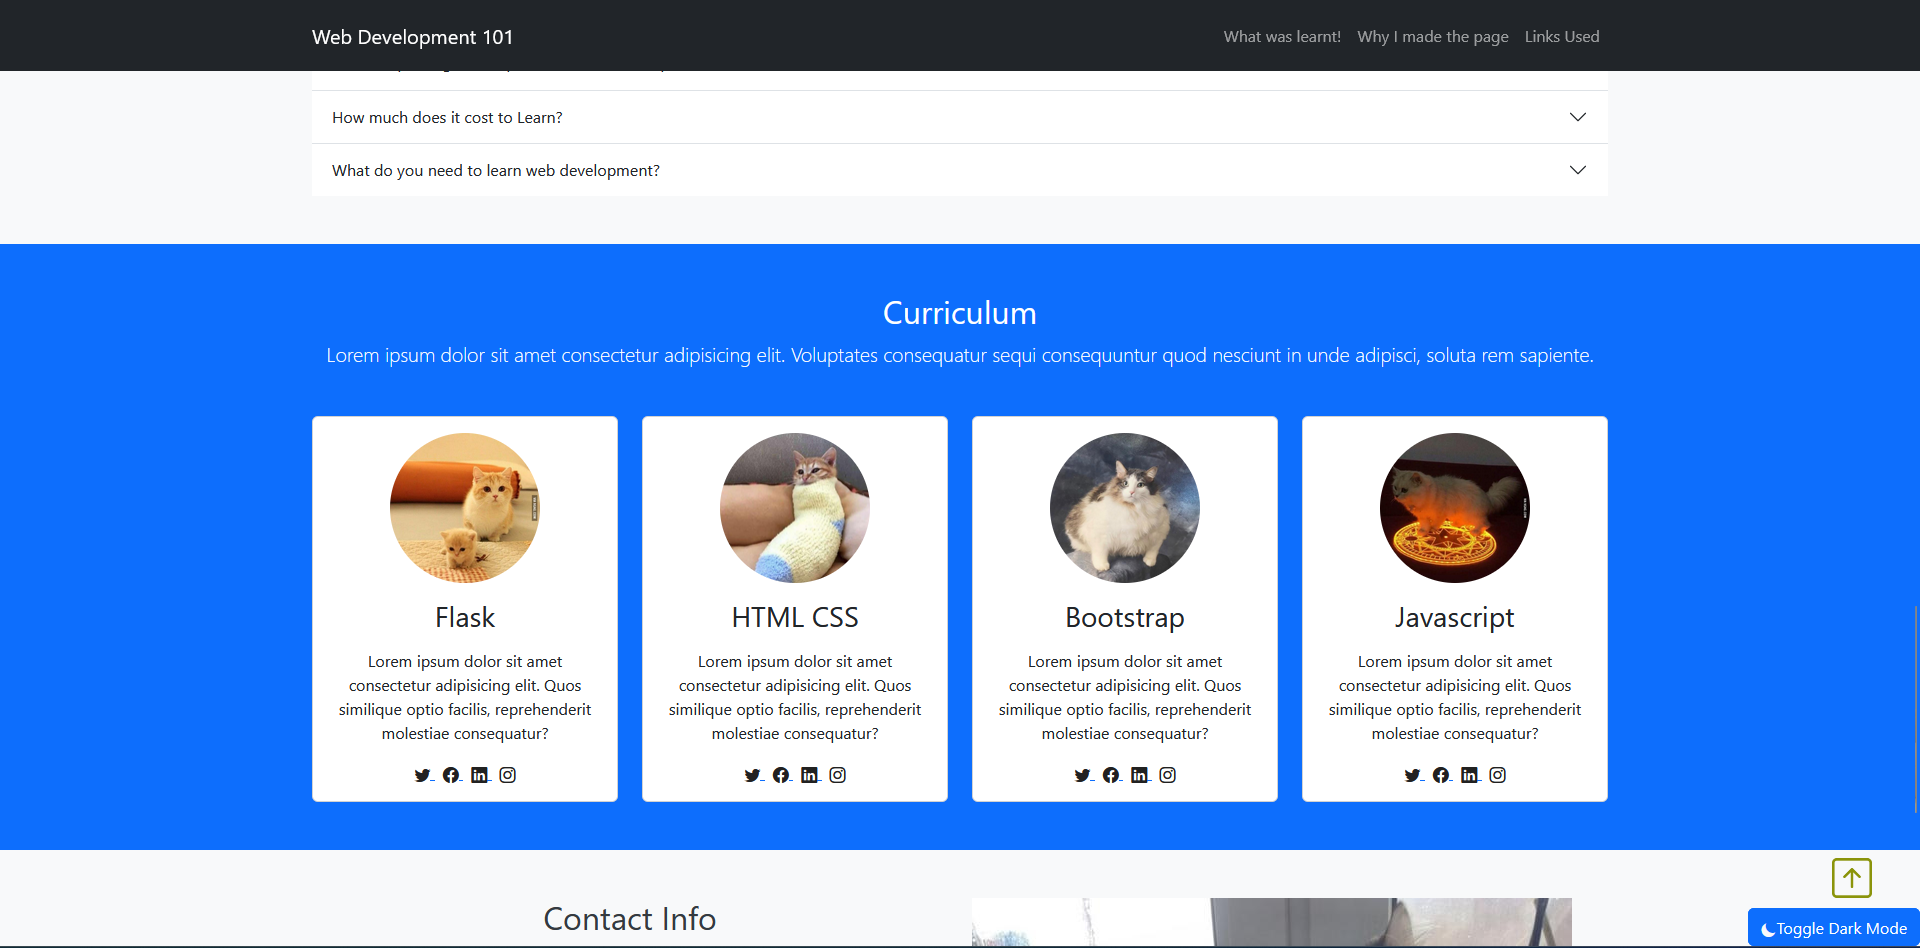 Web Development 101
What was learnt!
Why I made the page
Links Used
How much does it cost to Learn?
What do you need to learn web development?
Curriculum
Lorem ipsum dolor sit amet consectetur adipisicing elit. Voluptates consequatur sequi consequuntur quod nesciunt in unde adipisci, soluta rem sapiente.
Flask
Lorem ipsum dolor sit amet
consectetur adipisicing elit. Quos
similique optio facilis, reprehenderit
molestiae consequatur?
HTML CSS
Lorem ipsum dolor sit amet
consectetur adipisicing elit. Quos
similique optio facilis, reprehenderit
molestiae consequatur?
Bootstrap
Lorem ipsum dolor sit amet
consectetur adipisicing elit. Quos
similique optio facilis, reprehenderit
molestiae consequatur?
Javascript
Lorem ipsum dolor sit amet
consectetur adipisicing elit. Quos
similique optio facilis, reprehenderit
molestiae consequatur?
Contact Info
Toggle Dark Mode